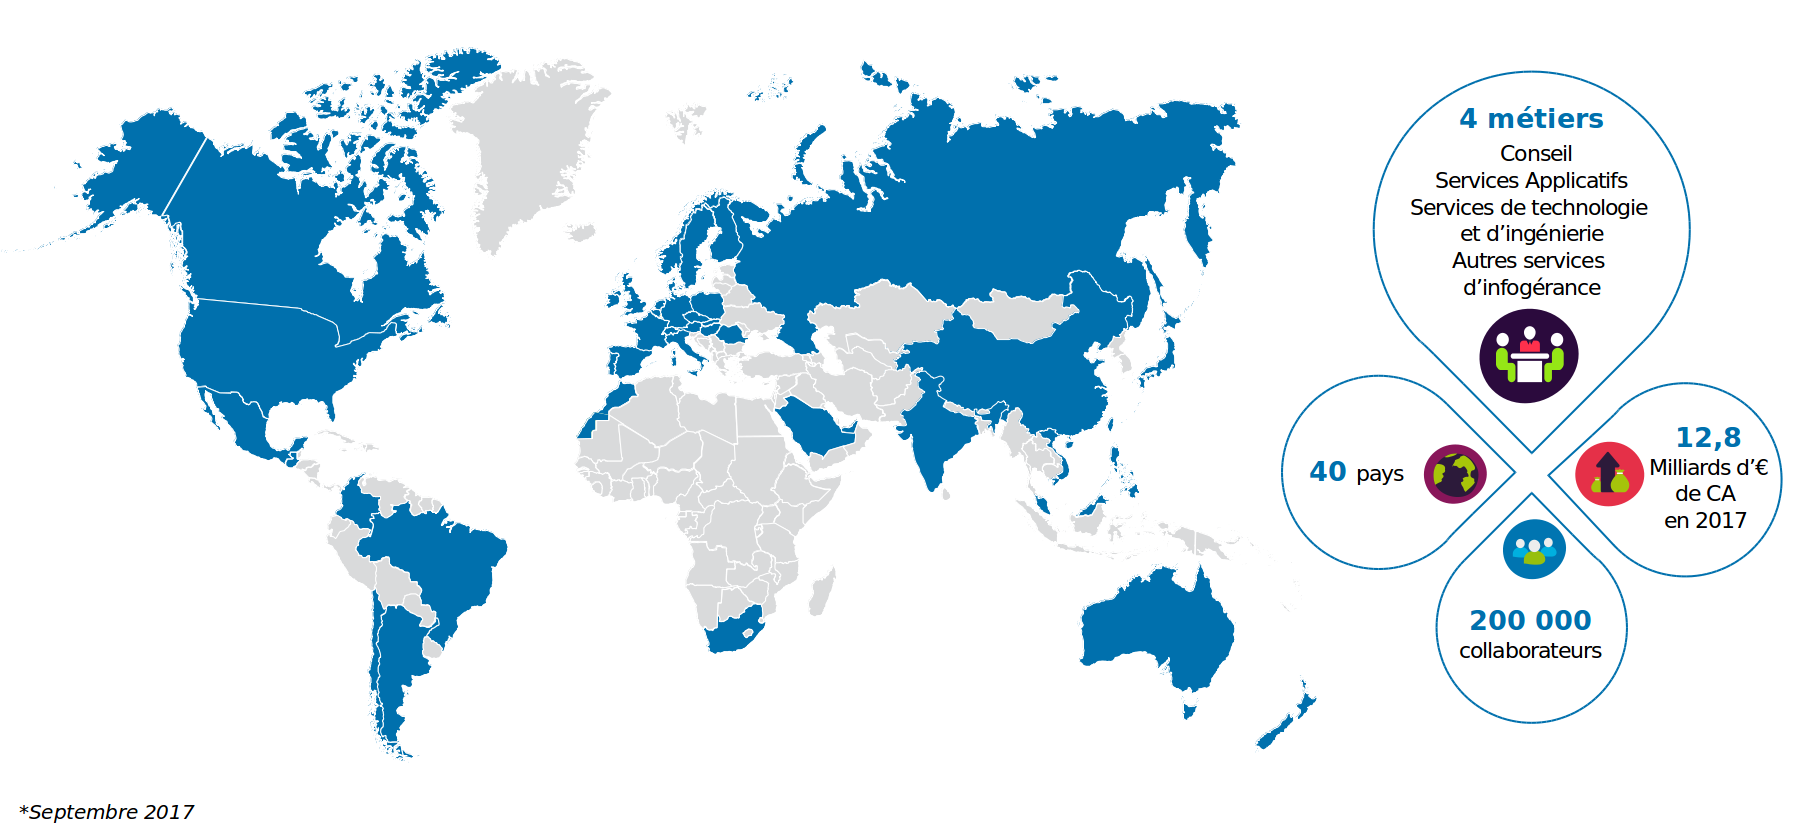 4 métiers
Conseil
Services Applicatifs
Services de technologie
et d’ingénierie
Autres services
d’infogérance
40 pays
12,8
Milliards d’€
de CA
en 2017
200 000
collaborateurs
*Septembre 2017